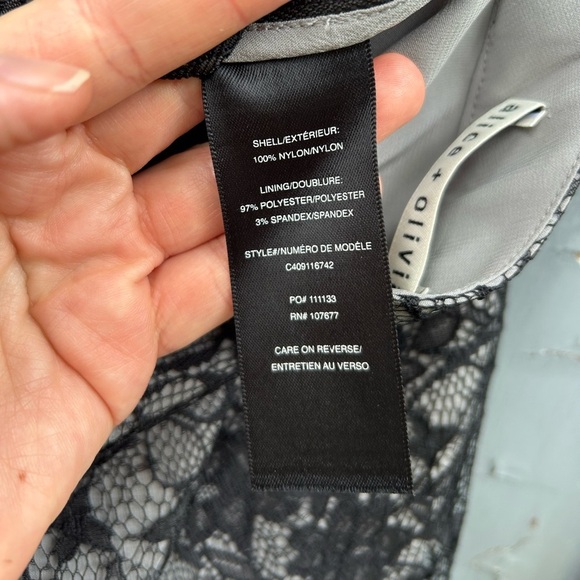 SHELL/EXTÉRIEUR:
100% NYLON/NYLON
LINING/DOUBLURE:
97% POLYESTER/POLYESTER
3% SPANDEX/SPANDEX
STYLE#/NUMÉRO DE MODÈLE
C409116742
PO# 111133
RN# 107677
CARE ON REVERSE/
ENTRETIEN AU VERSO
alice + olivi